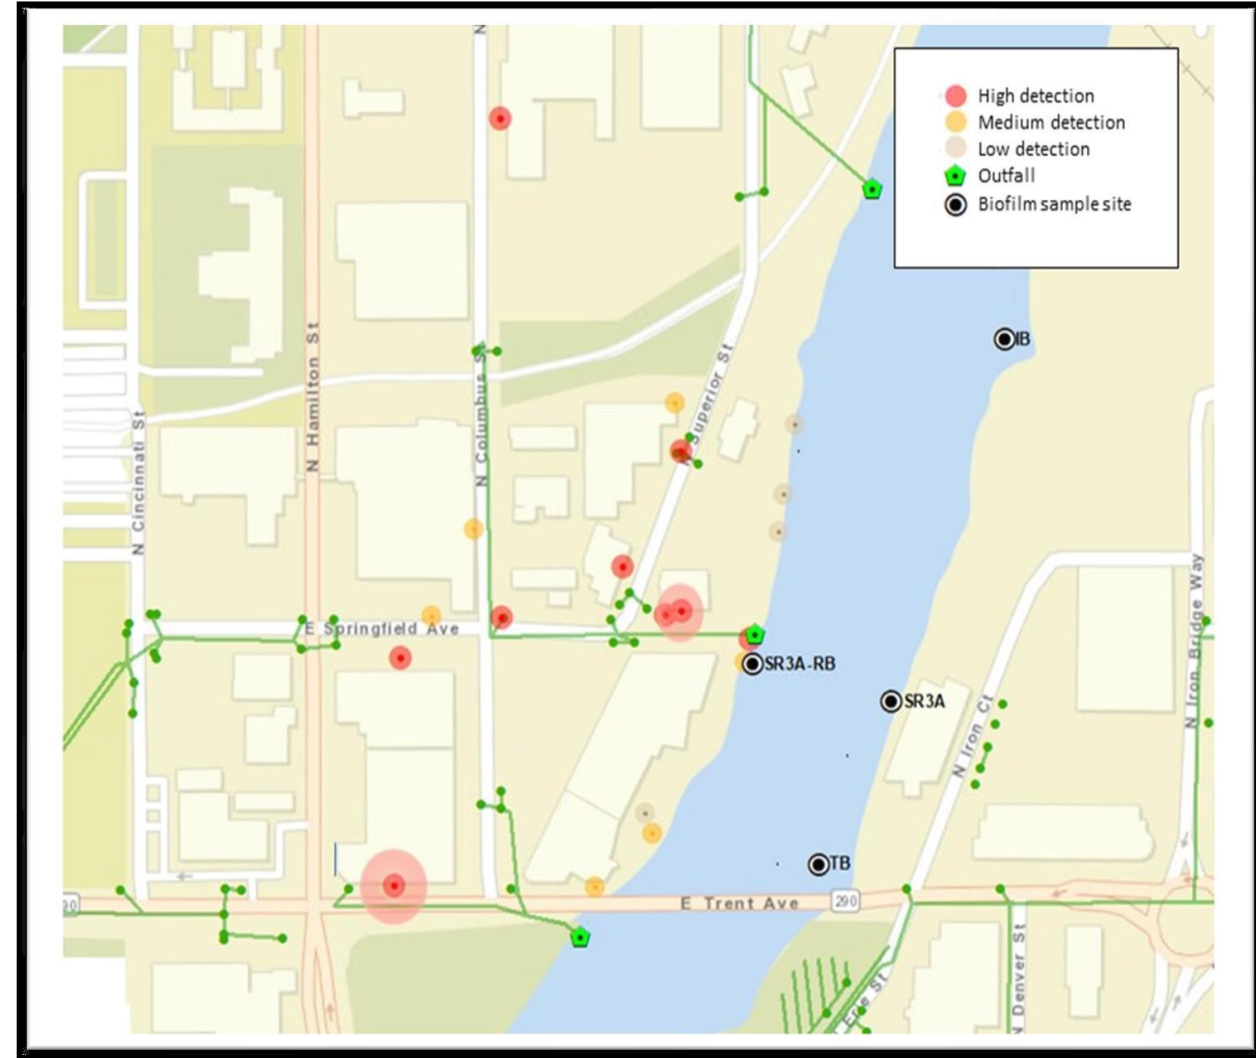 N
High detection
Medium detection
Low detection
Outfall
Biofilm sample site
IB
N Hamilton St
N Columbus St
Superior St
N Cincinnati St
E Springfield Ave
SR3A-RB
SR3A
N Iron Bridge Way
N Iron Ct
TB
90
E Trent Ave
290
N Denver St
Erie St